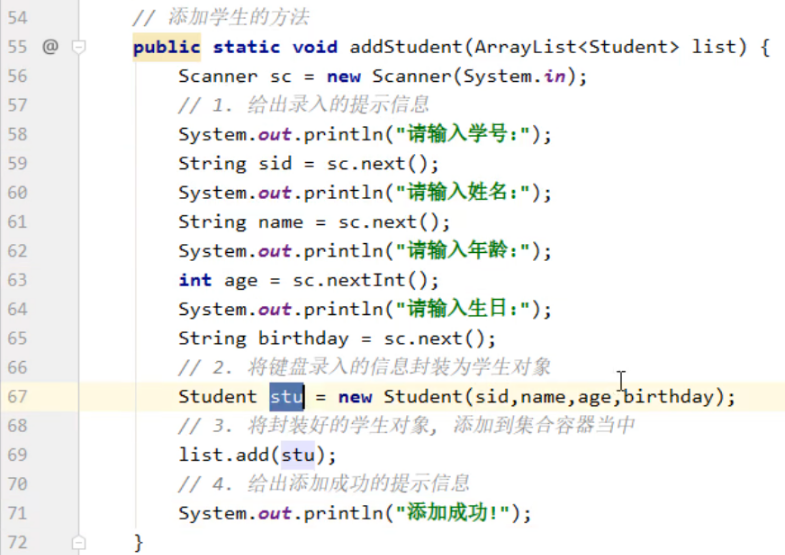 54 // 添加学生的方法
55 @ public static void addStudent(ArrayList<Student> list) {
56 Scanner sc = new Scanner(System.in);
57 // 1. 给出录入的提示信息
58 System.out.println("请输入学号:");
59 String sid = sc.next();
60 System.out.println("请输入姓名:");
61 String name = sc.next();
62 System.out.println("请输入年龄:");
63 int age = sc.nextInt();
64 System.out.println("请输入生日:");
65 String birthday = sc.next();
66 // 2. 将键盘录入的信息封装为学生对象
67 Student stu = new Student(sid,name,age,birthday);
68 // 3. 将封装好的学生对象, 添加到集合容器当中
69 list.add(stu);
70 // 4. 给出添加成功的提示信息
71 System.out.println("添加成功!");
72 }